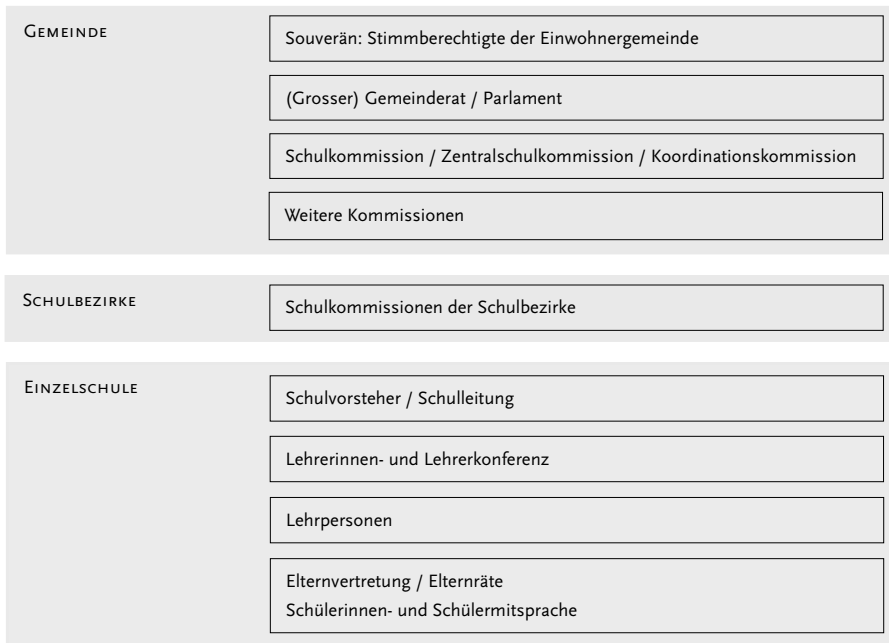 Gemeinde
Souverän: Stimmberechtigte der Einwohnergemeinde
(Grosser) Gemeinderat / Parlament
Schulkommission / Zentralschulkommission / Koordinationskommission
Weitere Kommissionen
Schulbezirke
Schulkommissionen der Schulbezirke
Einzelschule
Schulvorsteher / Schulleitung
Lehrerinnen- und Lehrerkonferenz
Lehrpersonen
Elternvertretung / Elternräte
Schülerinnen- und Schülermitsprache